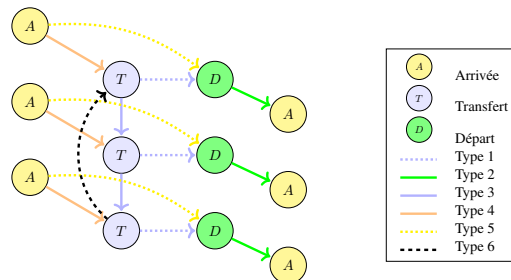 A
T
D
A
A
T
D
A
A
T
D
A
A Arrivée
T Transfert
D Départ
Type 1
Type 2
Type 3
Type 4
Type 5
Type 6